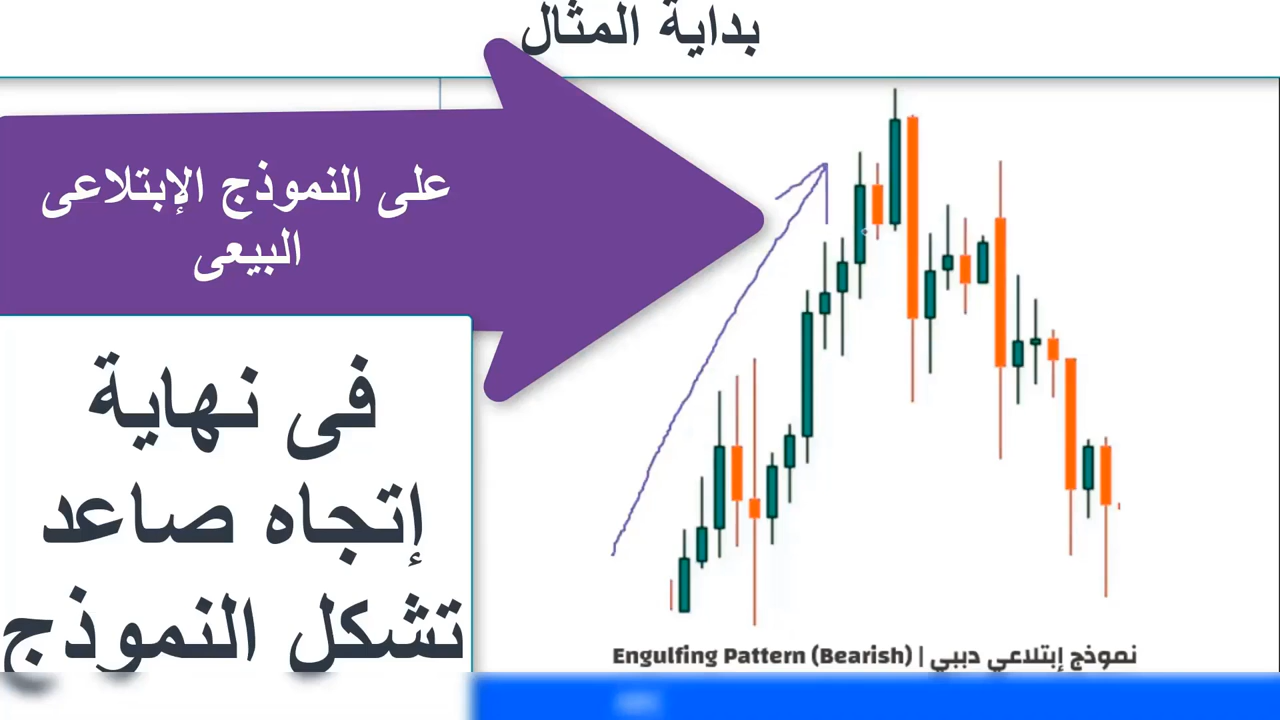 بداية المثال
على النموذج الإبتلاعى
البيعى
فى نهاية
إتجاه صاعد
تشكل النموذج
Engulfing Pattern (Bearish) | نموذج إبتلاعي دببي